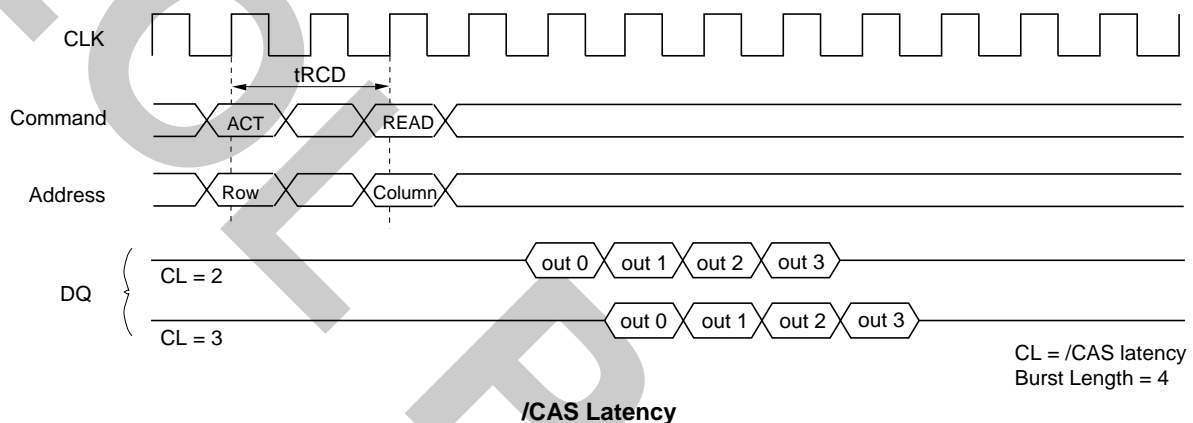 CLK
tRCD
Command ACT READ
Address Row Column
DQ
CL = 2 out 0 out 1 out 2 out 3
CL = 3 out 0 out 1 out 2 out 3
CL = /CAS latency
Burst Length = 4
/CAS Latency